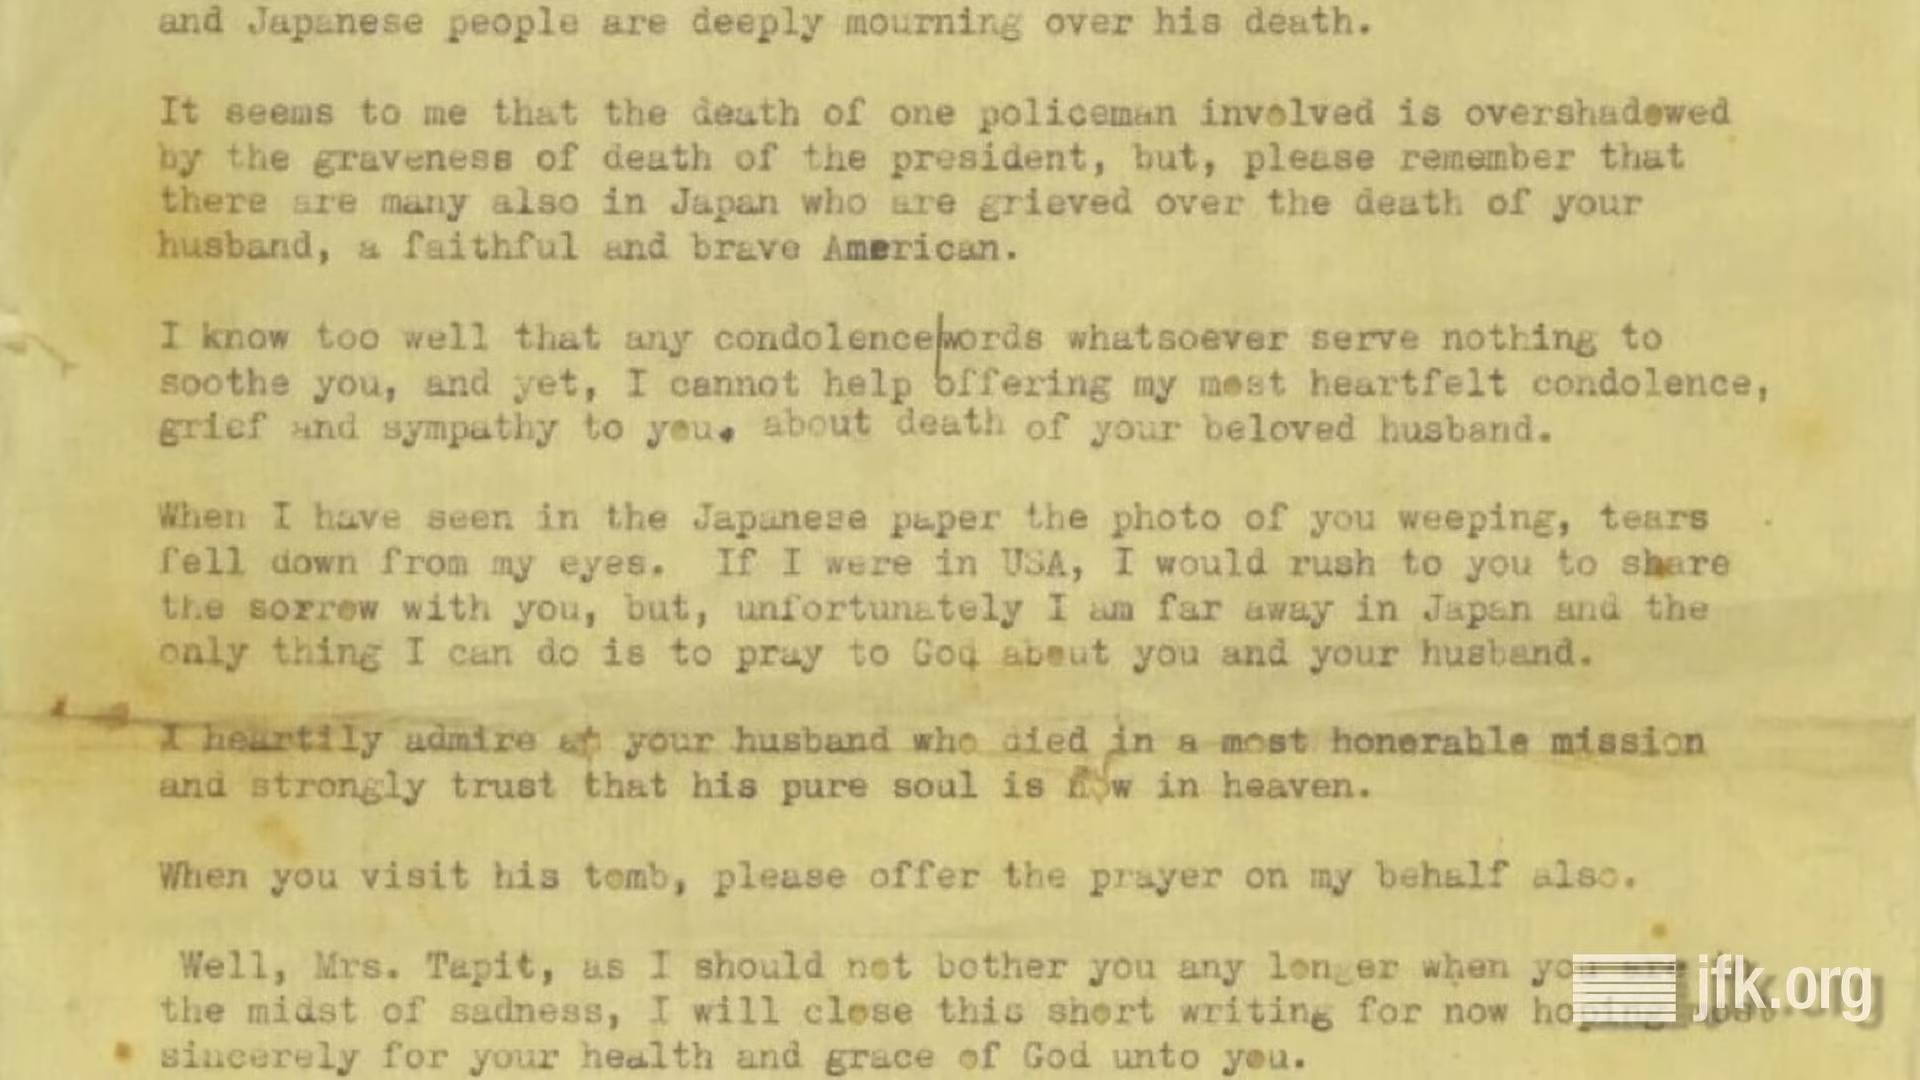 and Japanese people are deeply mourning over his death.
It seems to me that the death of one policeman involved is overshadowed
by the graveness of death of the president, but, please remember that
there are many also in Japan who are grieved over the death of your
husband, a faithful and brave American.
I know too well that any condolence words whatsoever serve nothing to
soothe you, and yet, I cannot help offering my most heartfelt condolence,
grief and sympathy to you. about death of your beloved husband.
When I have seen in the Japanese paper the photo of you weeping, tears
fell down from my eyes. If I were in USA, I would rush to you to share
the sorrow with you, but, unfortunately I am far away in Japan and the
only thing I can do is to pray to God about you and your husband.
I heartily admire at your husband who died in a most honorable mission
and strongly trust that his pure soul is now in heaven.
When you visit his tomb, please offer the prayer on my behalf also.
Well, Mrs. Tapit, as I should not bother you any longer when you
the midst of sadness, I will close this short writing for now hoping
sincerely for your health and grace of God unto you.
jfk.org